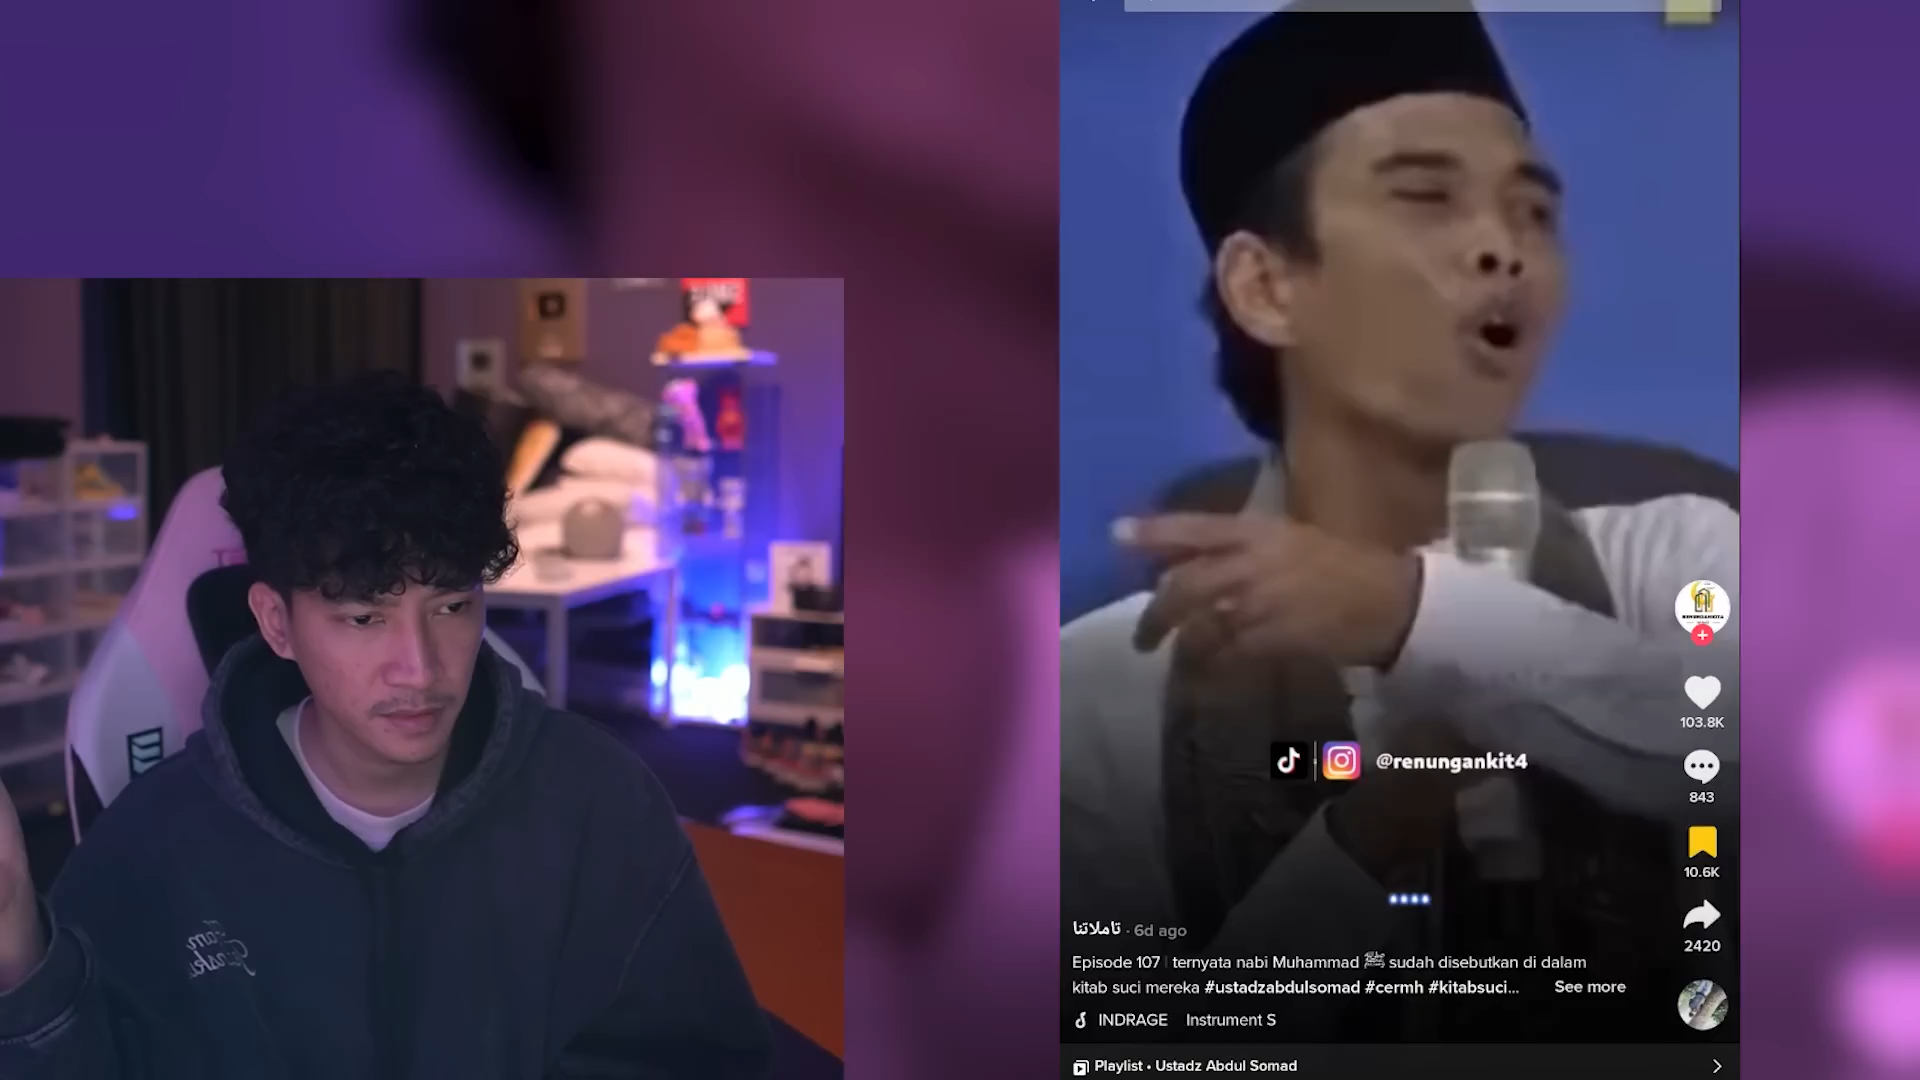 103.8K
@renungankit4
843
10.6K
تاملاتنا · 6d ago
2420
Episode 107 | ternyata nabi Muhammad ﷺ sudah disebutkan di dalam
kitab suci mereka #ustadzabdulsomad #cermh #kitabsuci... See more
INDRAGE Instrument S
Playlist • Ustadz Abdul Somad